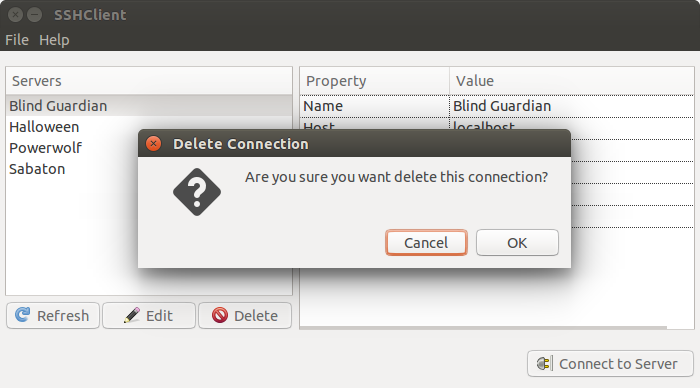 SSHClient
File Help
Servers
Property Value
Blind Guardian
Name Blind Guardian
Halloween
Host localhost
Powerwolf
Sabaton
Delete Connection
Are you sure you want delete this connection?
Cancel OK
Refresh Edit Delete
Connect to Server